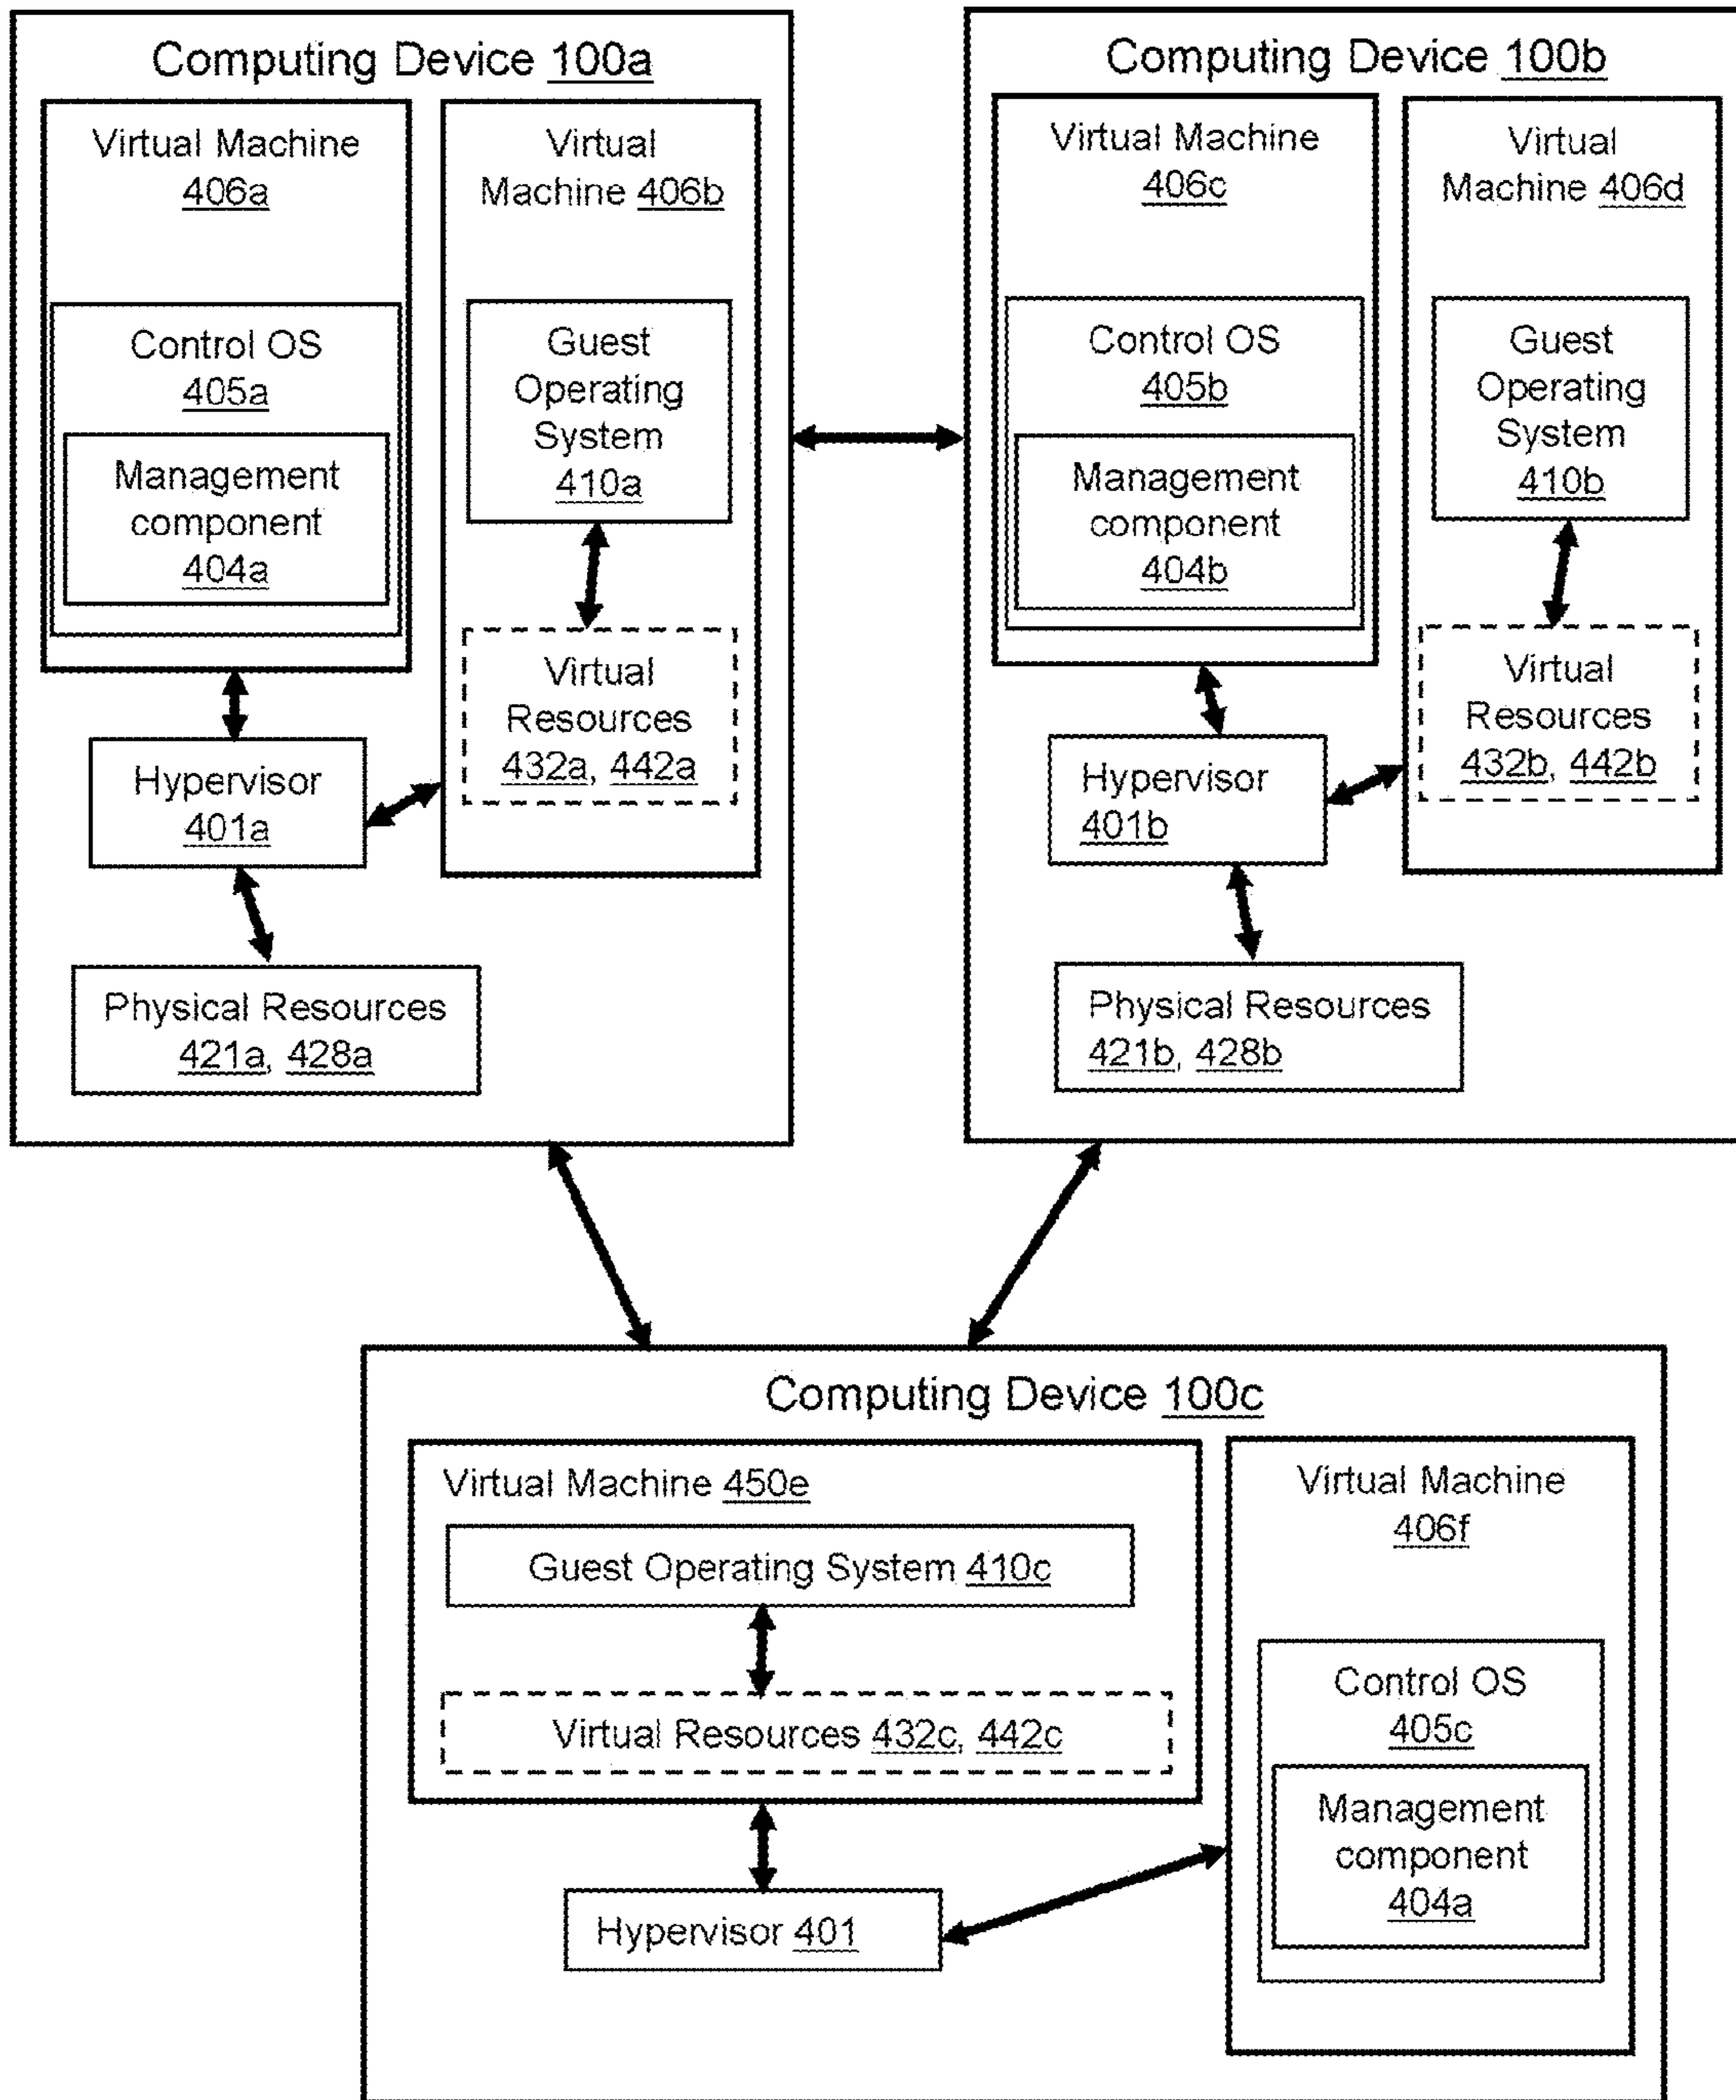 Computing Device 100a
Virtual Machine
406a
Control OS
405a
Management
component
404a
Virtual
Machine 406b
Guest
Operating
System
410a
Virtual
Resources
432a, 442a
Hypervisor
401a
Physical Resources
421a, 428a
Computing Device 100b
Virtual Machine
406c
Control OS
405b
Management
component
404b
Virtual
Machine 406d
Guest
Operating
System
410b
Virtual
Resources
432b, 442b
Hypervisor
401b
Physical Resources
421b, 428b
Computing Device 100c
Virtual Machine 450e
Guest Operating System 410c
Virtual Resources 432c, 442c
Hypervisor 401
Virtual Machine
406f
Control OS
405c
Management
component
404a